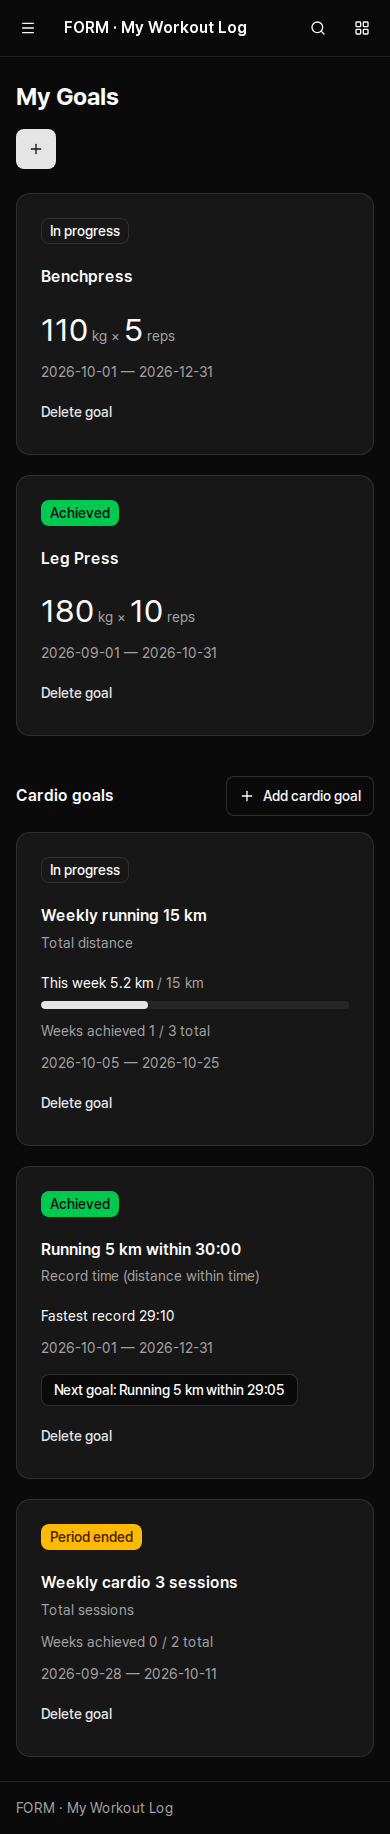 FORM · My Workout Log
My Goals
In progress
Benchpress
110 kg × 5 reps
2026-10-01 — 2026-12-31
Delete goal
Achieved
Leg Press
180 kg × 10 reps
2026-09-01 — 2026-10-31
Delete goal
Cardio goals
Add cardio goal
In progress
Weekly running 15 km
Total distance
This week 5.2 km / 15 km
Weeks achieved 1 / 3 total
2026-10-05 — 2026-10-25
Delete goal
Achieved
Running 5 km within 30:00
Record time (distance within time)
Fastest record 29:10
2026-10-01 — 2026-12-31
Next goal: Running 5 km within 29:05
Delete goal
Period ended
Weekly cardio 3 sessions
Total sessions
Weeks achieved 0 / 2 total
2026-09-28 — 2026-10-11
Delete goal
FORM · My Workout Log